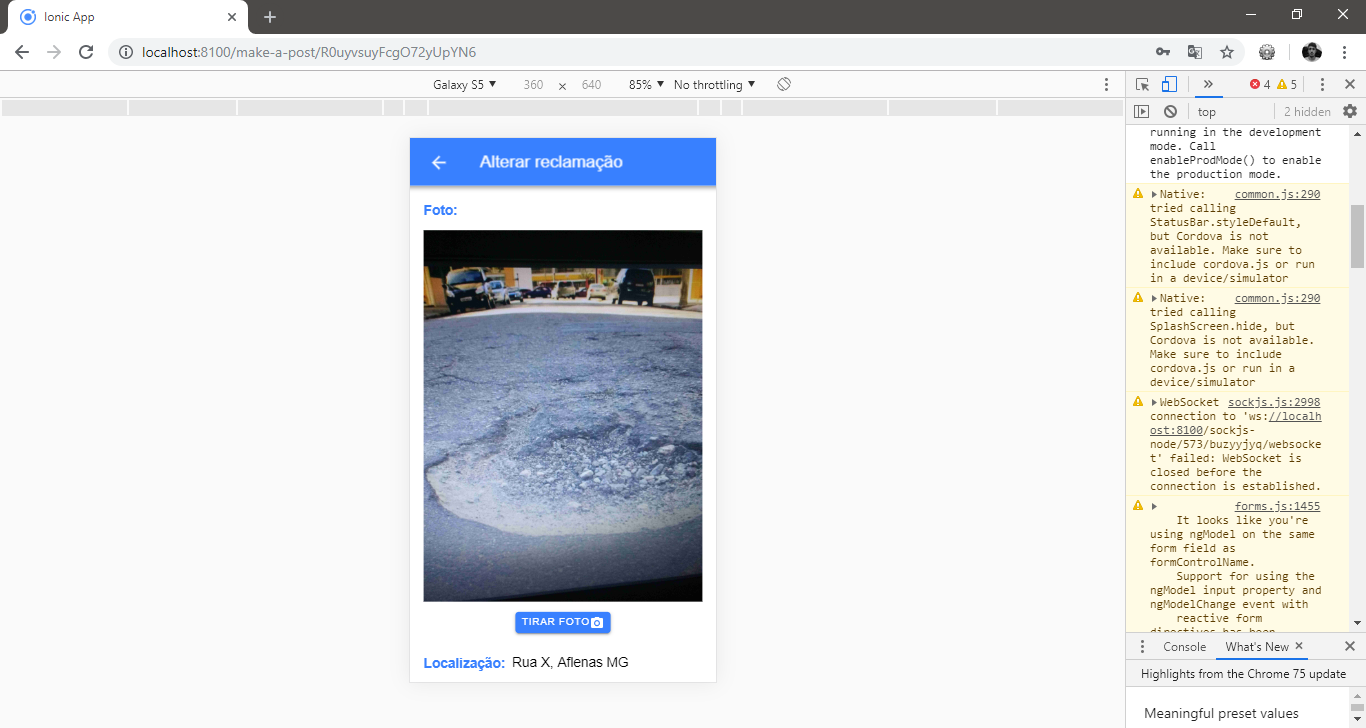 Ionic App
localhost:8100/make-a-post/R0uyvsuyFcgO72yUpYN6
Galaxy S5 ▼ 360 x 640 85% ▼ No throttling ▼
4 5
top 2 hidden
Alterar reclamação
Foto:
TIRAR FOTO
Localização: Rua X, Aflenas MG
running in the development
mode. Call
enableProdMode() to enable
the production mode.
Native: common.js:290
tried calling
StatusBar.styleDefault,
but Cordova is not
available. Make sure to
include cordova.js or run
in a device/simulator
Native: common.js:290
tried calling
SplashScreen.hide, but
Cordova is not available.
Make sure to include
cordova.js or run in a
device/simulator
WebSocket sockjs.js:2998
connection to 'ws://localh
ost:8100/sockjs-
node/573/buzyyjyq/websocke
t' failed: WebSocket is
closed before the
connection is established.
forms.js:1455
It looks like you're
using ngModel on the same
form field as
formControlName.
Support for using the
ngModel input property and
ngModelChange event with
reactive form
directives has been
Console What's New
Highlights from the Chrome 75 update
Meaningful preset values